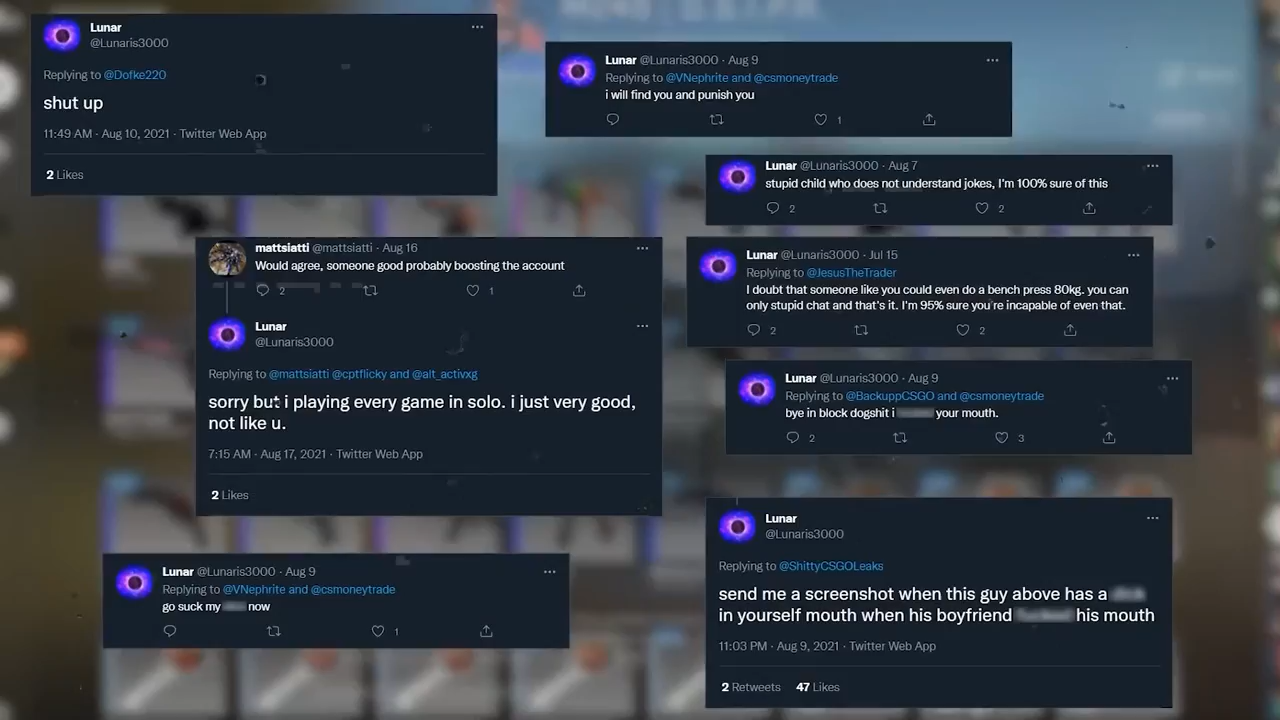 Lunar
@Lunaris3000
Replying to @Dofke220
shut up
11:49 AM · Aug 10, 2021 · Twitter Web App
2 Likes
Lunar @Lunaris3000 · Aug 9
Replying to @VNephrite and @csmoneytrade
i will find you and punish you
1
Lunar @Lunaris3000 · Aug 7
stupid child who does not understand jokes, I'm 100% sure of this
2 2
mattsiatti @mattsiatti · Aug 16
Would agree, someone good probably boosting the account
2 1
Lunar
@Lunaris3000
Replying to @mattsiatti @cptflicky and @alt_activxg
sorry but i playing every game in solo. i just very good,
not like u.
7:15 AM · Aug 17, 2021 · Twitter Web App
2 Likes
Lunar @Lunaris3000 · Jul 15
Replying to @JesusTheTrader
I doubt that someone like you could even do a bench press 80kg. you can
only stupid chat and that's it. I'm 95% sure you're incapable of even that.
2 2
Lunar @Lunaris3000 · Aug 9
Replying to @BackuppCSGO and @csmoneytrade
bye in block dogshit i your mouth.
2 3
Lunar
@Lunaris3000
Replying to @ShittyCSGOLeaks
send me a screenshot when this guy above has a
in yourself mouth when his boyfriend his mouth
11:03 PM · Aug 9, 2021 · Twitter Web App
2 Retweets 47 Likes
Lunar @Lunaris3000 · Aug 9
Replying to @VNephrite and @csmoneytrade
go suck my now
1